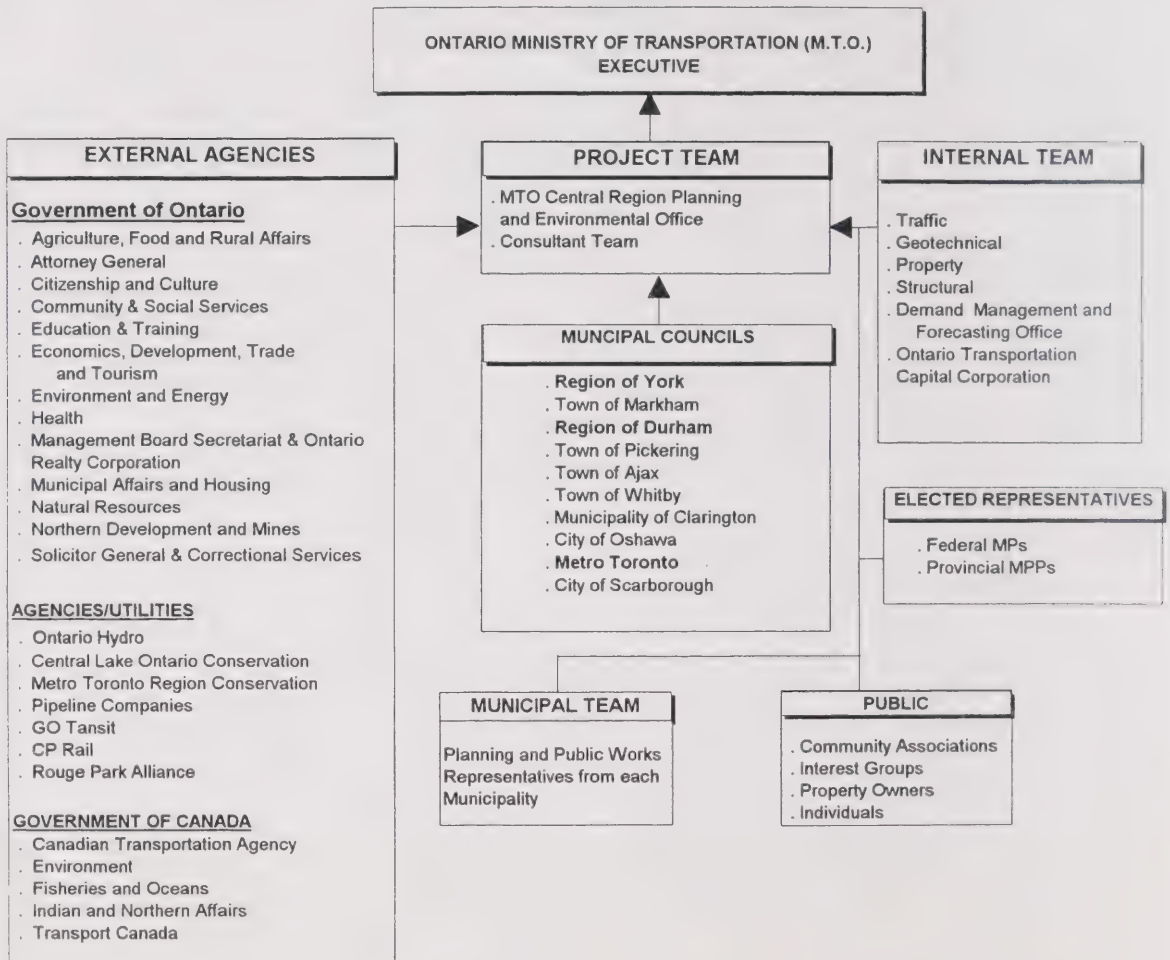 ONTARIO MINISTRY OF TRANSPORTATION (M.T.O.)
EXECUTIVE
EXTERNAL AGENCIES
Government of Ontario
. Agriculture, Food and Rural Affairs
. Attorney General
. Citizenship and Culture
. Community & Social Services
. Education & Training
. Economics, Development, Trade
and Tourism
. Environment and Energy
. Health
. Management Board Secretariat & Ontario
Realty Corporation
. Municipal Affairs and Housing
. Natural Resources
. Northern Development and Mines
. Solicitor General & Correctional Services
AGENCIES/UTILITIES
. Ontario Hydro
. Central Lake Ontario Conservation
. Metro Toronto Region Conservation
. Pipeline Companies
. GO Tansit
. CP Rail
. Rouge Park Alliance
GOVERNMENT OF CANADA
. Canadian Transportation Agency
. Environment
. Fisheries and Oceans
. Indian and Northern Affairs
. Transport Canada
PROJECT TEAM
. MTO Central Region Planning
and Environmental Office
. Consultant Team
MUNCIPAL COUNCILS
. Region of York
. Town of Markham
. Region of Durham
. Town of Pickering
. Town of Ajax
. Town of Whitby
. Municipality of Clarington
. City of Oshawa
. Metro Toronto
. City of Scarborough
INTERNAL TEAM
. Traffic
. Geotechnical
. Property
. Structural
. Demand Management and
Forecasting Office
. Ontario Transportation
Capital Corporation
ELECTED REPRESENTATIVES
. Federal MPs
. Provincial MPPs
MUNICIPAL TEAM
Planning and Public Works
Representatives from each
Municipality
PUBLIC
. Community Associations
. Interest Groups
. Property Owners
. Individuals